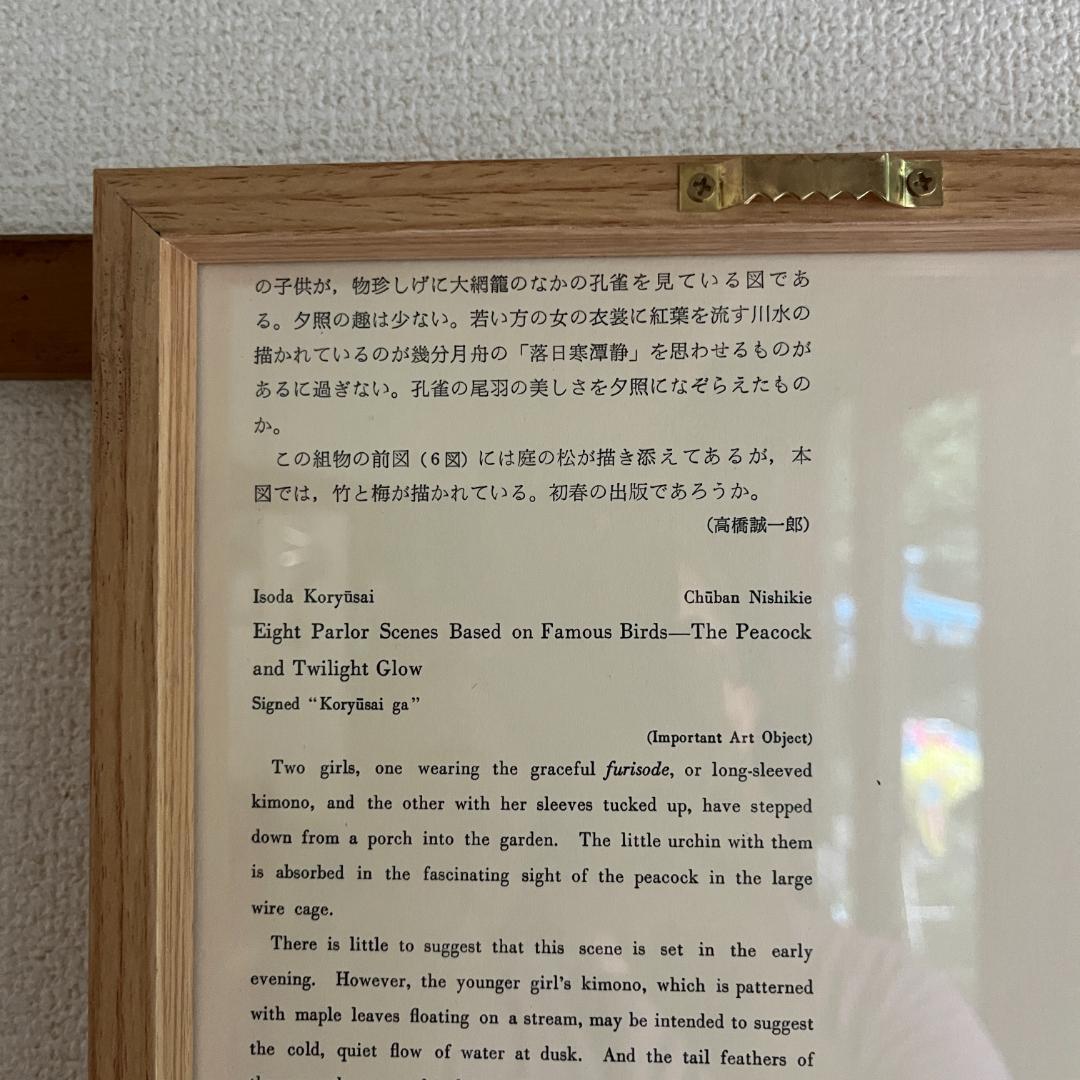 の子供が，物珍しげに大網籠のなかの孔雀を見ている図であ
る。夕照の趣は少ない。若い方の女の衣裳に紅葉を流す川水の
描かれているのが幾分月舟の「落日寒潭静」を思わせるものが
あるに過ぎない。孔雀の尾羽の美しさを夕照になぞらえたもの
か。
この組物の前図（6図）には庭の松が描き添えてあるが，本
図では，竹と梅が描かれている。初春の出版であろうか。
（高橋誠一郎）
Isoda Koryūsai Chūban Nishikie
Eight Parlor Scenes Based on Famous Birds—The Peacock
and Twilight Glow
Signed “Koryūsai ga”
(Important Art Object)
Two girls, one wearing the graceful furisode, or long-sleeved
kimono, and the other with her sleeves tucked up, have stepped
down from a porch into the garden. The little urchin with them
is absorbed in the fascinating sight of the peacock in the large
wire cage.
There is little to suggest that this scene is set in the early
evening. However, the younger girl’s kimono, which is patterned
with maple leaves floating on a stream, may be intended to suggest
the cold, quiet flow of water at dusk. And the tail feathers of